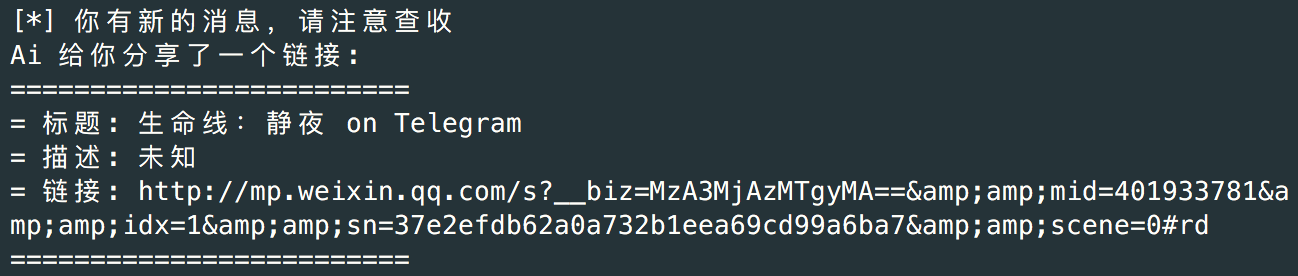 [*] 你有新的消息，请注意查收
Ai 给你分享了一个链接:
=========================
= 标题: 生命线：静夜 on Telegram
= 描述: 未知
= 链接: http://mp.weixin.qq.com/s?__biz=MzA3MjAzMTgyMA==&amp;amp;mid=401933781&a
mp;amp;idx=1&amp;amp;sn=37e2efdb62a0a732b1eea69cd99a6ba7&amp;amp;scene=0#rd
=========================